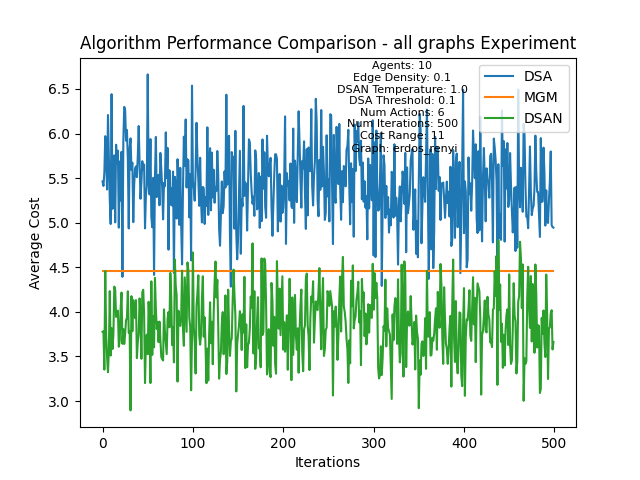 Algorithm Performance Comparison - all graphs Experiment
Agents: 10
Edge Density: 0.1
DSAN Temperature: 1.0
DSA Threshold: 0.1
Num Actions: 6
Num Iterations: 500
Cost Range: 11
Graph: erdos_renyi
DSA
MGM
DSAN
Average Cost
6.5
6.0
5.5
5.0
4.5
4.0
3.5
3.0
0 100 200 300 400 500
Iterations